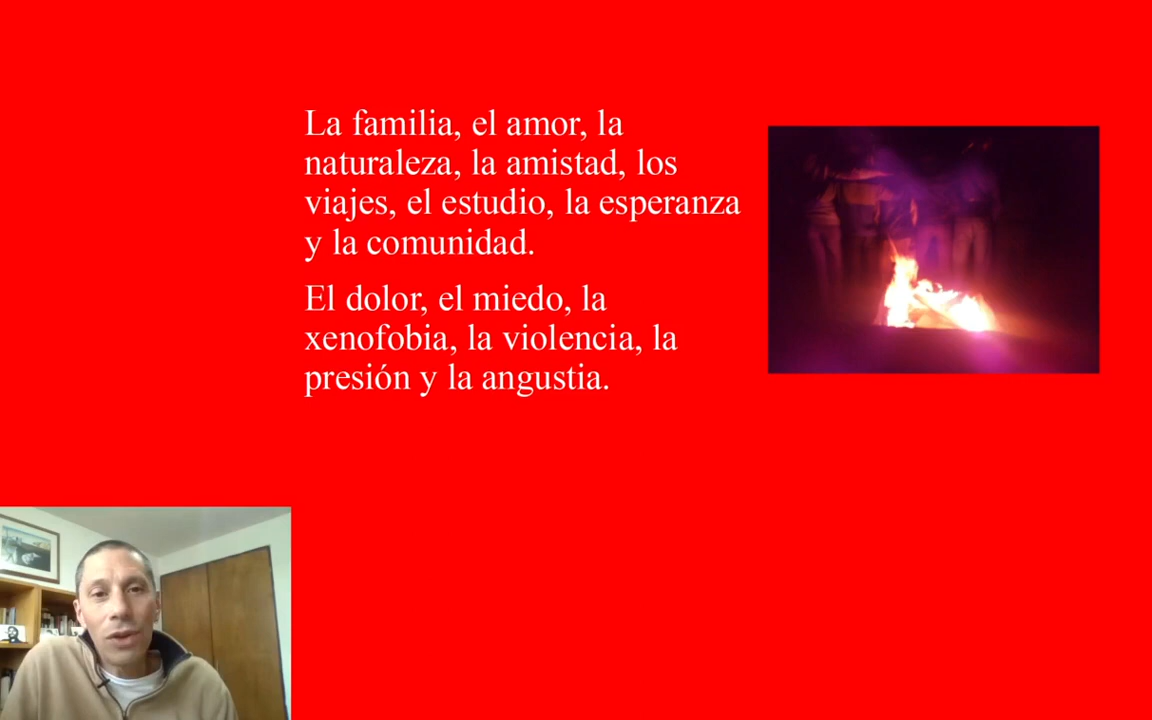 La familia, el amor, la
naturaleza, la amistad, los
viajes, el estudio, la esperanza
y la comunidad.
El dolor, el miedo, la
xenofobia, la violencia, la
presión y la angustia.